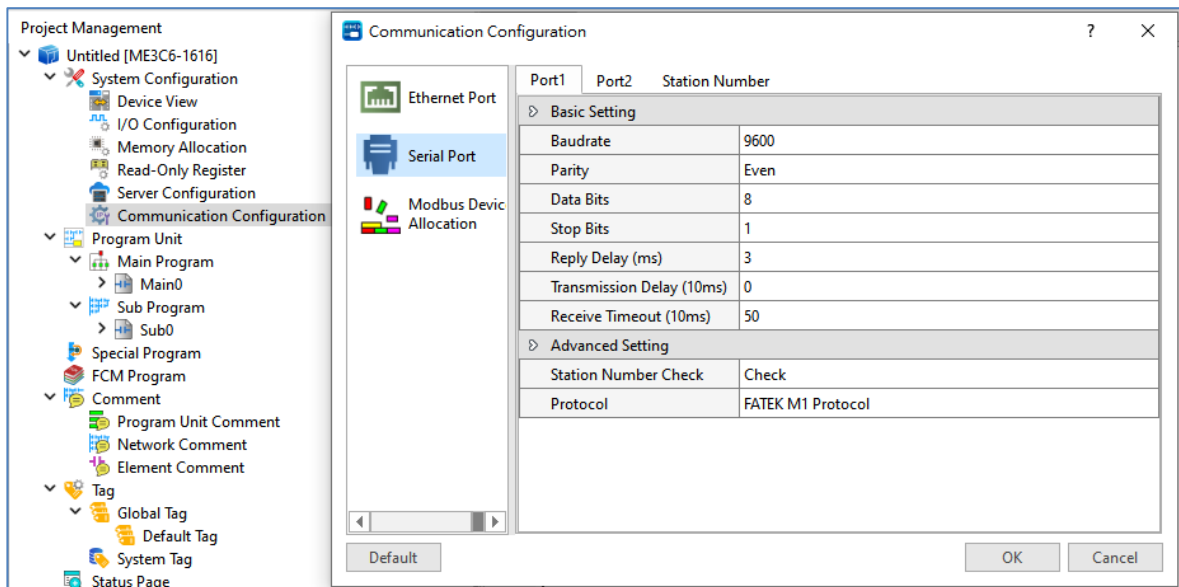 Project Management
Untitled [ME3C6-1616]
System Configuration
Device View
I/O Configuration
Memory Allocation
Read-Only Register
Server Configuration
Communication Configuration
Program Unit
Main Program
Main0
Sub Program
Sub0
Special Program
FCM Program
Comment
Program Unit Comment
Network Comment
Element Comment
Tag
Global Tag
Default Tag
System Tag
Status Page
Communication Configuration
?
Ethernet Port
Serial Port
Modbus Devic
Allocation
Port1 Port2 Station Number
Basic Setting
Baudrate 9600
Parity Even
Data Bits 8
Stop Bits 1
Reply Delay (ms) 3
Transmission Delay (10ms) 0
Receive Timeout (10ms) 50
Advanced Setting
Station Number Check Check
Protocol FATEK M1 Protocol
Default OK Cancel